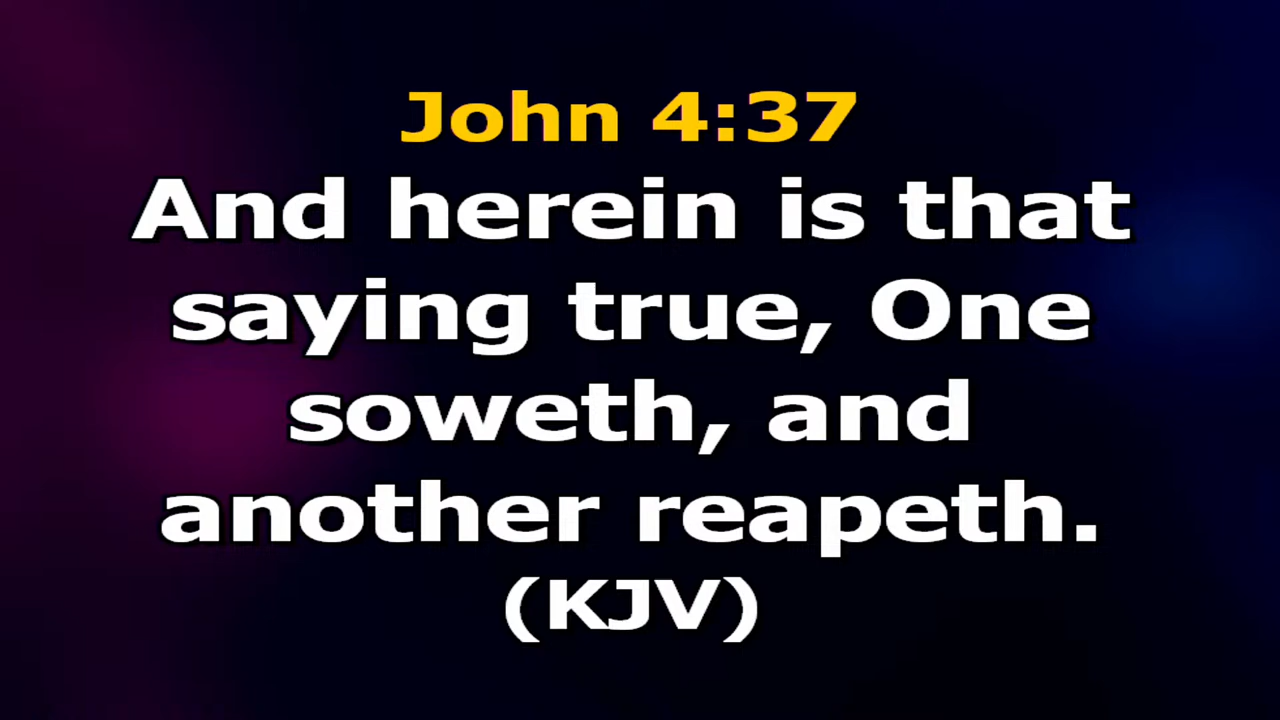 John 4:37
And herein is that
saying true, One
soweth, and
another reapeth.
(KJV)